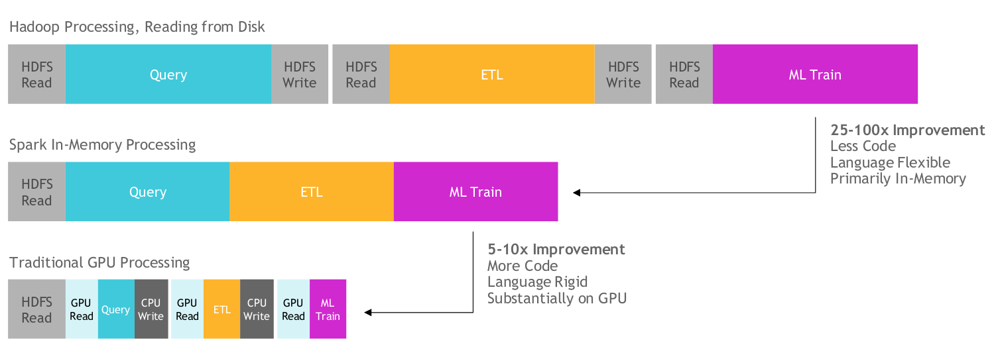 Hadoop Processing, Reading from Disk
HDFS
Read
Query
HDFS
Write
HDFS
Read
ETL
HDFS
Write
HDFS
Read
ML Train
25-100x Improvement
Less Code
Language Flexible
Primarily In-Memory
Spark In-Memory Processing
HDFS
Read
Query
ETL
ML Train
5-10x Improvement
More Code
Language Rigid
Substantially on GPU
Traditional GPU Processing
HDFS
Read
GPU
Read
Query
CPU
Write
GPU
Read
ETL
CPU
Write
GPU
Read
ML
Train